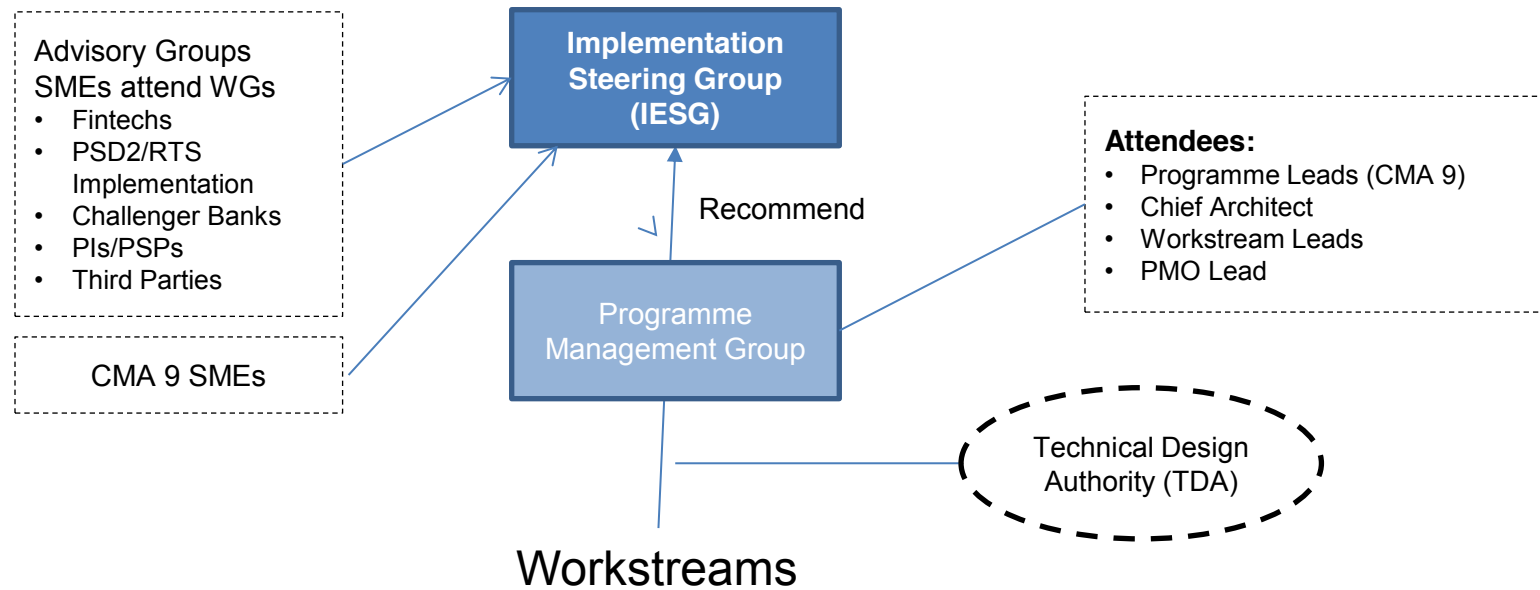 Advisory Groups
SMEs attend WGs
• Fintechs
• PSD2/RTS
Implementation
• Challenger Banks
• PIs/PSPs
• Third Parties
CMA 9 SMEs
Implementation
Steering Group
(IESG)
Recommend
Programme
Management Group
Attendees:
• Programme Leads (CMA 9)
• Chief Architect
• Workstream Leads
• PMO Lead
Technical Design
Authority (TDA)
Workstreams